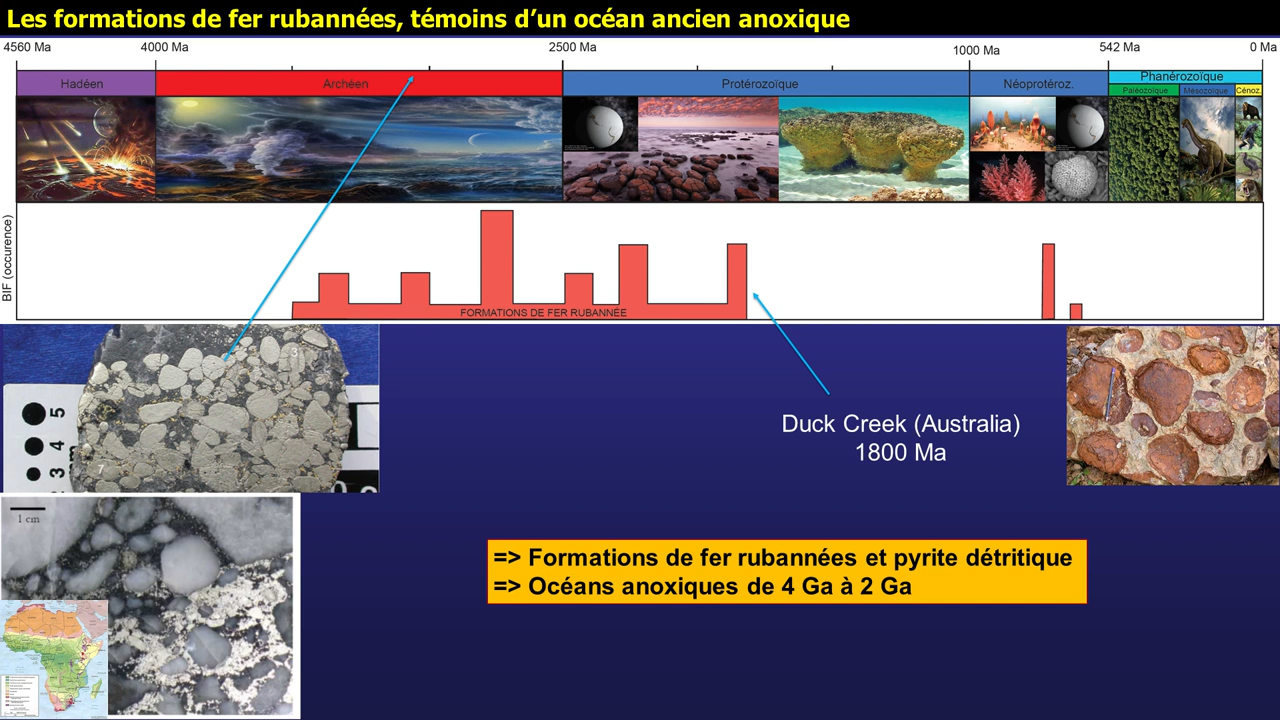 Les formations de fer rubannées, témoins d’un océan ancien anoxique
4560 Ma 4000 Ma 2500 Ma 1000 Ma 542 Ma 0 Ma
Hadéen Archéen Protérozoïque Néoprotéroz. Phanérozoïque
Paléozoïque Mésozoïque Cénoz.
BIF (occurence)
FORMATIONS DE FER RUBANNÉE
3
5
4
3
7
Duck Creek (Australia)
1800 Ma
1 cm
=> Formations de fer rubannées et pyrite détritique
=> Océans anoxiques de 4 Ga à 2 Ga